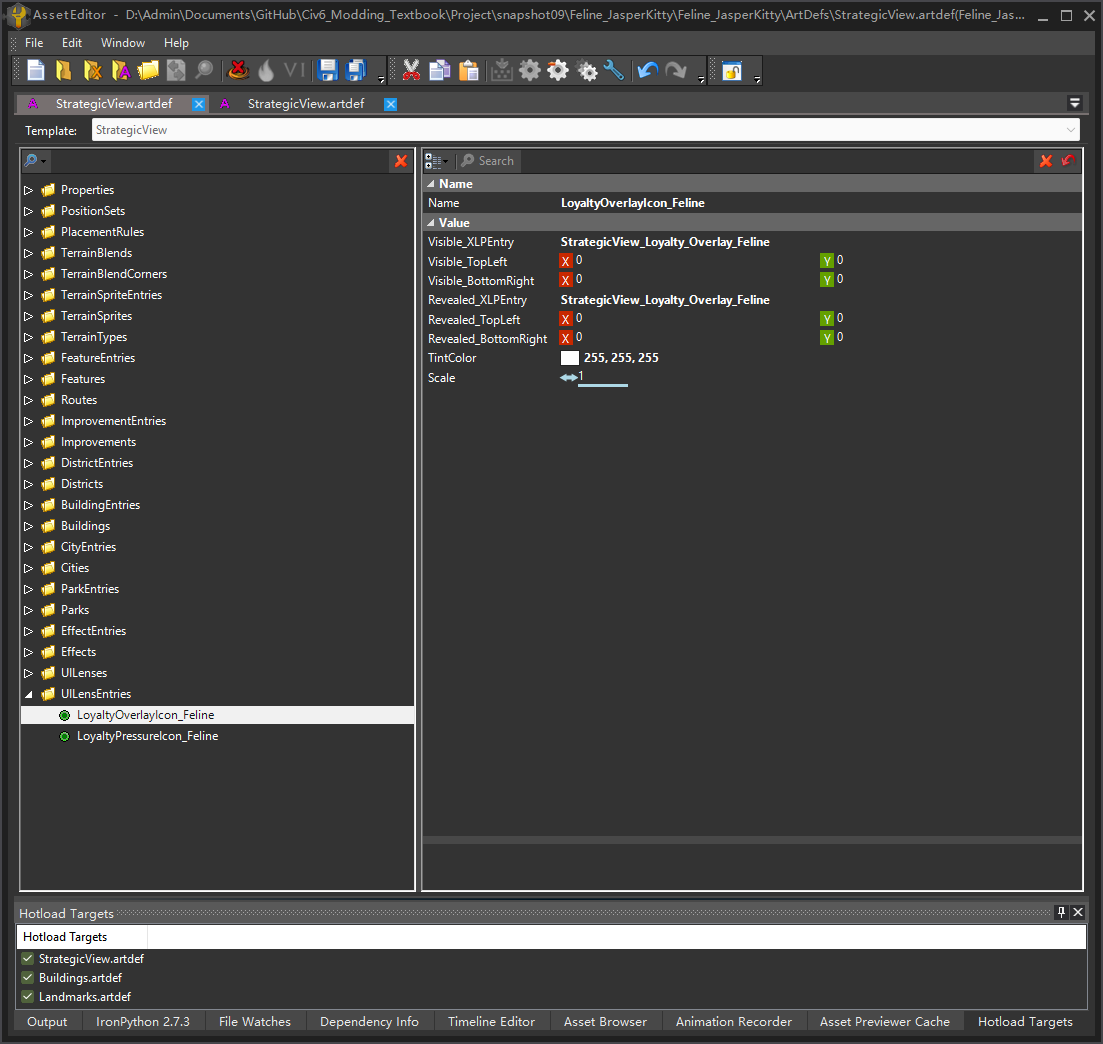 AssetEditor - D:\Admin\Documents\GitHub\Civ6_Modding_Textbook\Project\snapshot09\Feline_JasperKitty\Feline_JasperKitty\ArtDefs\StrategicView.artdef(Feline_Jas...
File Edit Window Help
VI
StrategicView.artdef StrategicView.artdef
Template: StrategicView
Search
Properties
PositionSets
PlacementRules
TerrainBlends
TerrainBlendCorners
TerrainSpriteEntries
TerrainSprites
TerrainTypes
FeatureEntries
Features
Routes
ImprovementEntries
Improvements
DistrictEntries
Districts
BuildingEntries
Buildings
CityEntries
Cities
ParkEntries
Parks
EffectEntries
Effects
UILenses
UILensEntries
LoyaltyOverlayIcon_Feline
LoyaltyPressureIcon_Feline
Name
Name LoyaltyOverlayIcon_Feline
Value
Visible_XLPEntry StrategicView_Loyalty_Overlay_Feline
Visible_TopLeft X 0 Y 0
Visible_BottomRight X 0 Y 0
Revealed_XLPEntry StrategicView_Loyalty_Overlay_Feline
Revealed_TopLeft X 0 Y 0
Revealed_BottomRight X 0 Y 0
TintColor 255, 255, 255
Scale 1
Hotload Targets
Hotload Targets
StrategicView.artdef
Buildings.artdef
Landmarks.artdef
Output IronPython 2.7.3 File Watches Dependency Info Timeline Editor Asset Browser Animation Recorder Asset Previewer Cache Hotload Targets